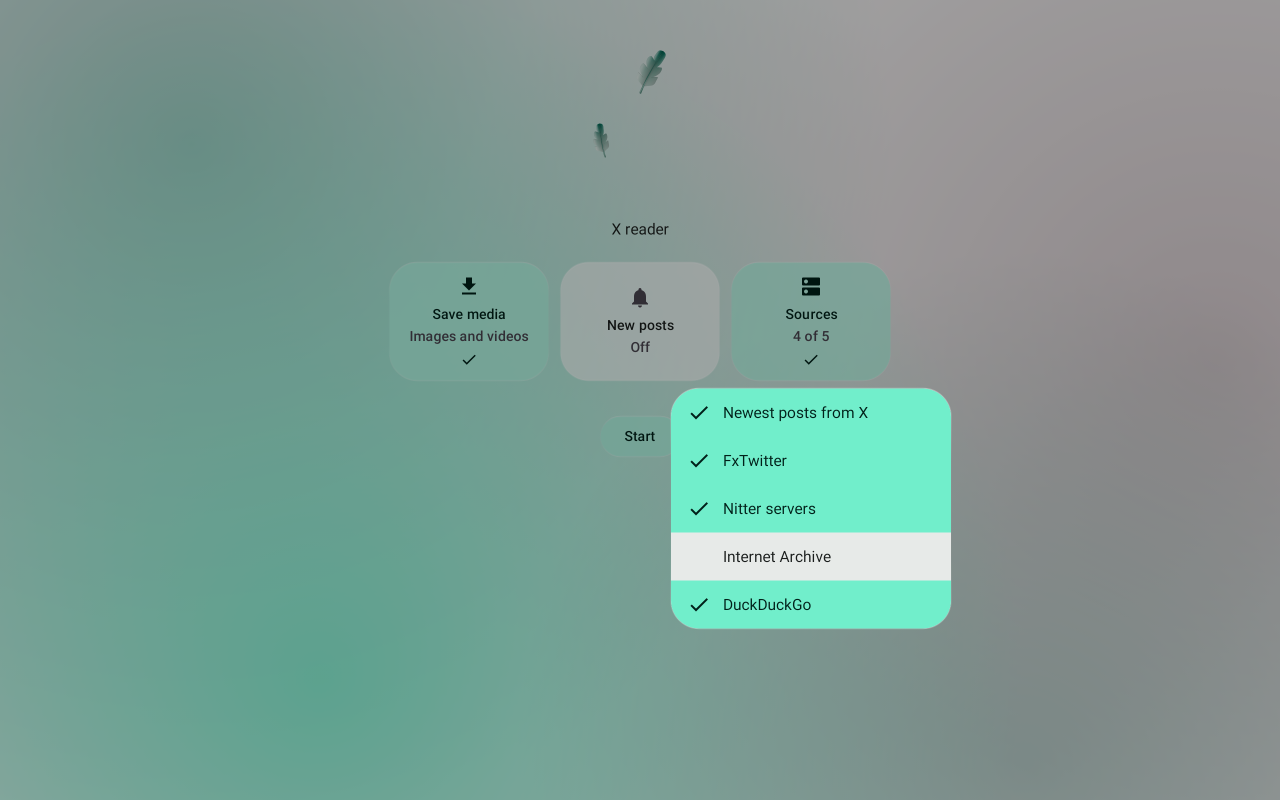 X reader
Save media
Images and videos
New posts
Off
Sources
4 of 5
Start
Newest posts from X
FxTwitter
Nitter servers
Internet Archive
DuckDuckGo